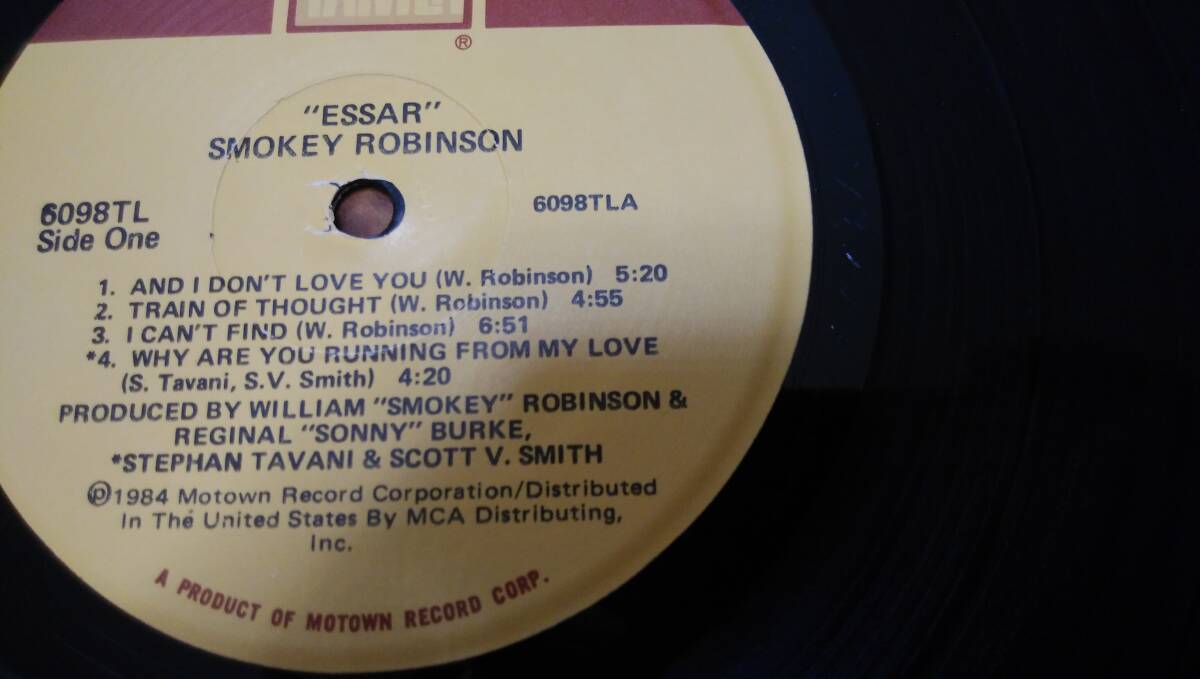 TAMLA
®
"ESSAR"
SMOKEY ROBINSON
6098TL
Side One
6098TLA
1. AND I DON'T LOVE YOU (W. Robinson) 5:20
2. TRAIN OF THOUGHT (W. Robinson) 4:55
3. I CAN'T FIND (W. Robinson) 6:51
*4. WHY ARE YOU RUNNING FROM MY LOVE
(S. Tavani, S.V. Smith) 4:20
PRODUCED BY WILLIAM "SMOKEY" ROBINSON &
REGINAL "SONNY" BURKE,
*STEPHAN TAVANI & SCOTT V. SMITH
℗1984 Motown Record Corporation/Distributed
In The United States By MCA Distributing,
Inc.
A PRODUCT OF MOTOWN RECORD CORP.